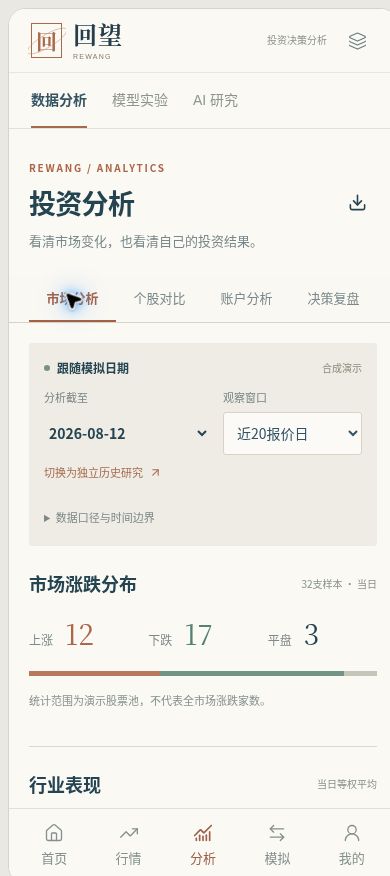 回 回望
REWANG
投资决策分析
数据分析 模型实验 AI 研究
REWANG / ANALYTICS
投资分析
看清市场变化，也看清自己的投资结果。
市场分析 个股对比 账户分析 决策复盘
跟随模拟日期 合成演示
分析截至 观察窗口
2026-08-12 近20报价日
切换为独立历史研究
数据口径与时间边界
市场涨跌分布 32支样本 · 当日
上涨 12 下跌 17 平盘 3
统计范围为演示股票池，不代表全市场涨跌家数。
行业表现 当日等权平均
首页 行情 分析 模拟 我的